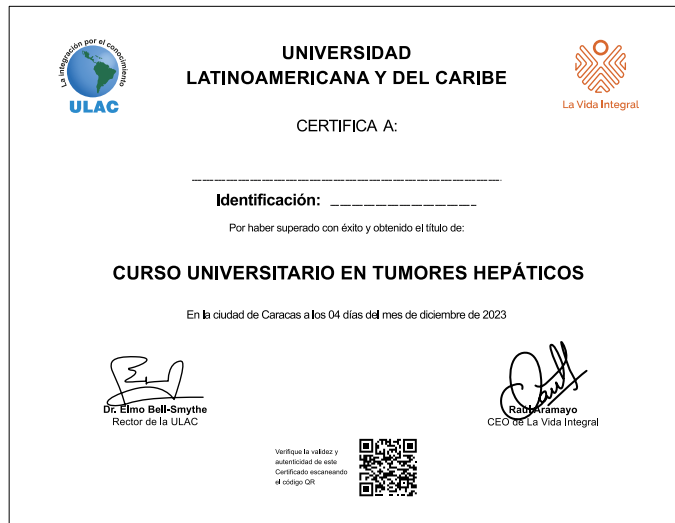 La integración por el conocimiento
ULAC
UNIVERSIDAD
LATINOAMERICANA Y DEL CARIBE
La Vida Integral
CERTIFICA A:
Identificación:
Por haber superado con éxito y obtenido el título de:
CURSO UNIVERSITARIO EN TUMORES HEPÁTICOS
En la ciudad de Caracas a los 04 días del mes de diciembre de 2023
Dr. Elmo Bell-Smythe
Rector de la ULAC
Raúl Aramayo
CEO de La Vida Integral
Verifique la validez y
autenticidad de este
Certificado escaneando
el código QR